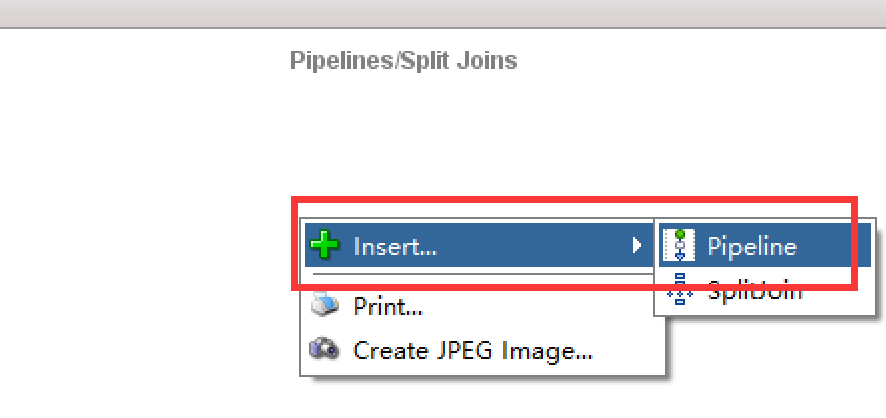 Pipelines/Split Joins
Insert...
Pipeline
SplitJoin
Print...
Create JPEG Image...